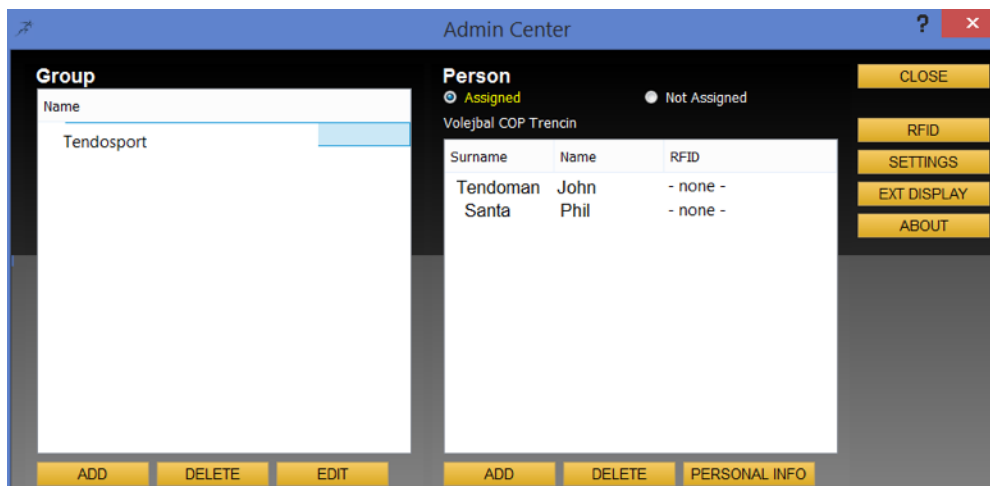 Admin Center ? ×
Group
Name
Tendosport
ADD DELETE EDIT
Person
Assigned Not Assigned
Volejbal COP Trencin
Surname Name RFID
Tendoman John - none -
Santa Phil - none -
ADD DELETE PERSONAL INFO
CLOSE
RFID
SETTINGS
EXT DISPLAY
ABOUT